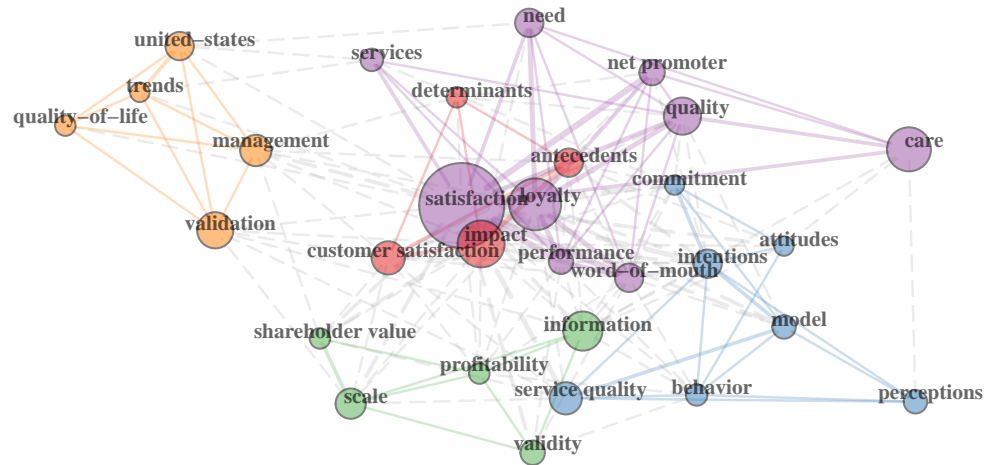 need
united−states
services
net promoter
trends
determinants
quality
quality−of−life
management
care
antecedents
commitment
satisfaction
loyalty
validation
impact
attitudes
customer satisfaction
performance
intentions
word−of−mouth
model
information
shareholder value
profitability
service quality
behavior
perceptions
scale
validity